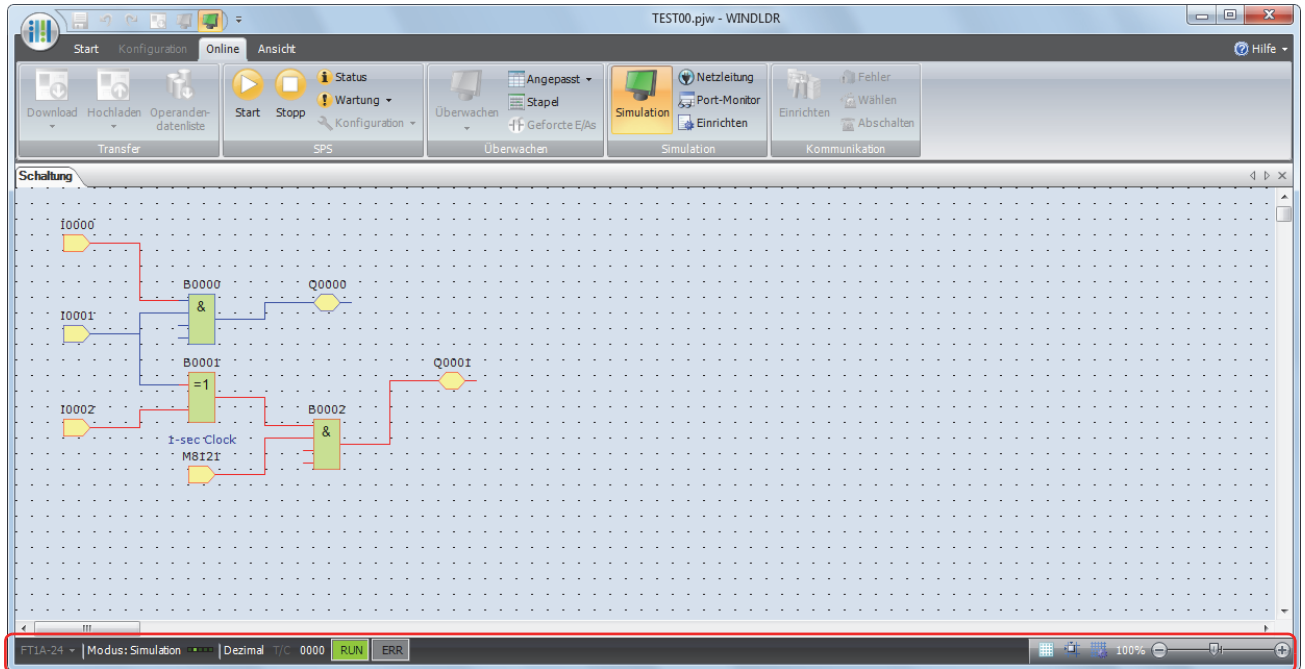 TEST00.pjw - WINDLDR
Start Konfiguration Online Ansicht Hilfe
Download Hochladen Operanden-datenliste
Transfer
Start Stopp Status
Wartung
Konfiguration
SPS
Überwachen Angepasst
Stapel
Geforcte E/As
Überwachen
Simulation Netzleitung
Port-Monitor
Einrichten
Simulation
Einrichten Fehler
Wählen
Abschalten
Kommunikation
Schaltung
I0000
B0000 Q0000
&
I0001
B0001 Q0001
=1
I0002 B0002
&
1-sec Clock
M8121
FT1A-24 Modus: Simulation Dezimal T/C 0000 RUN ERR 100%